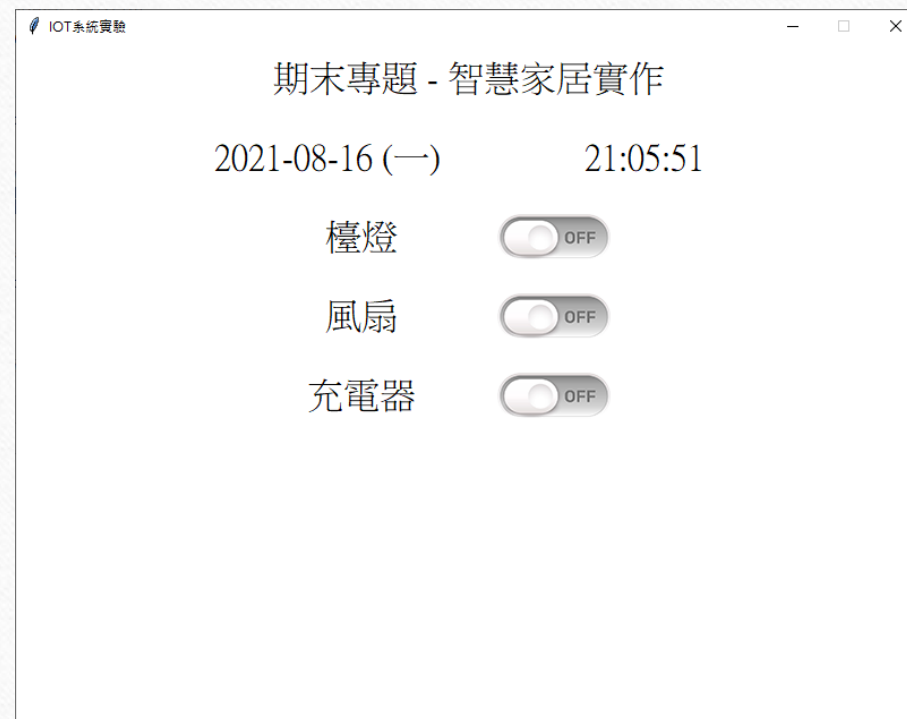 IOT系統實驗
期末專題 - 智慧家居實作
2021-08-16 (一) 21:05:51
檯燈 OFF
風扇 OFF
充電器 OFF